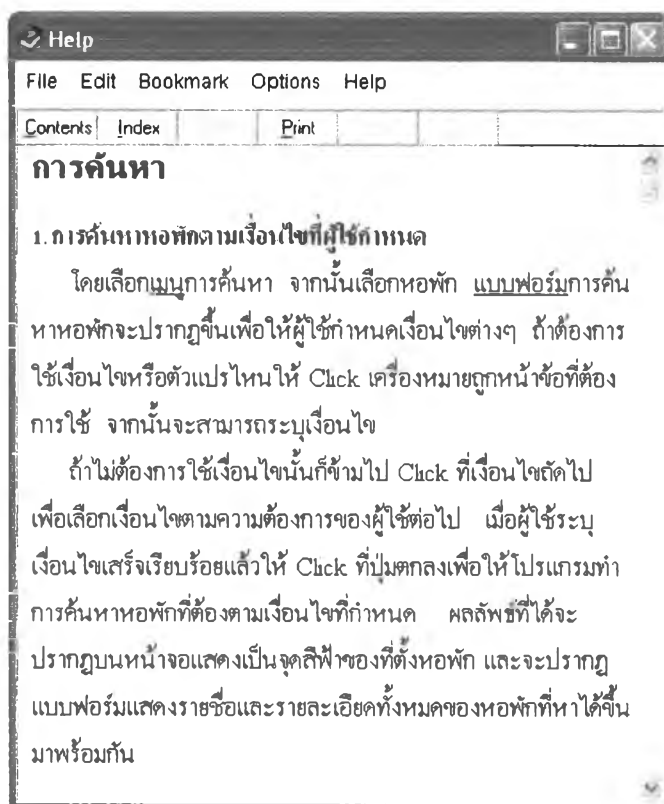 Help
File Edit Bookmark Options Help
Contents Index Print
การค้นหา
1. การค้นหาหอพักตามเงื่อนไขที่ผู้ใช้กำหนด
โดยเลือกเมนูการค้นหา จากนั้นเลือกหอพัก แบบฟอร์มการค้น
หาหอพักจะปรากฏขึ้นเพื่อให้ผู้ใช้กำหนดเงื่อนไขต่างๆ ถ้าต้องการ
ใช้เงื่อนไขหรือตัวแปรไหนให้ Click เครื่องหมายถูกหน้าข้อที่ต้อง
การใช้ จากนั้นจะสามารถระบุเงื่อนไข
ถ้าไม่ต้องการใช้เงื่อนไขนั้นก็ข้ามไป Click ที่เงื่อนไขถัดไป
เพื่อเลือกเงื่อนไขตามความต้องการของผู้ใช้ต่อไป เมื่อผู้ใช้ระบุ
เงื่อนไขเสร็จเรียบร้อยแล้วให้ Click ที่ปุ่มตกลงเพื่อให้โปรแกรมทำ
การค้นหาหอพักที่ต้องตามเงื่อนไขที่กำหนด ผลลัพธ์ที่ได้จะ
ปรากฏบนหน้าจอแสดงเป็นจุดสีฟ้าของที่ตั้งหอพัก และจะปรากฏ
แบบฟอร์มแสดงรายชื่อและรายละเอียดทั้งหมดของหอพักที่หาได้ขึ้น
มาพร้อมกัน